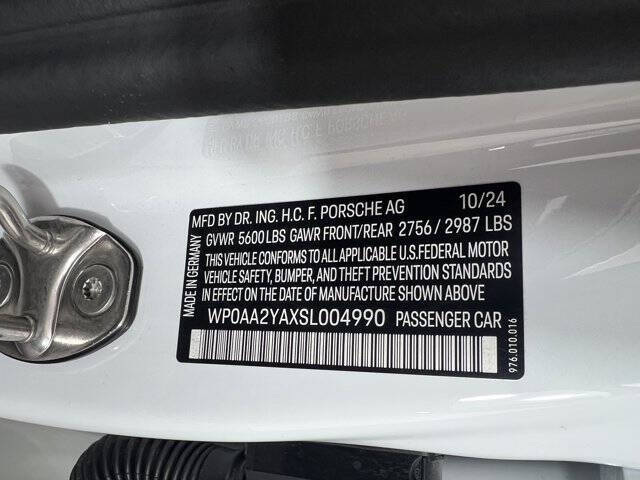 MFD BY DR. ING. H.C. F. PORSCHE AG 10/24
GVWR 5600 LBS GAWR FRONT/REAR 2756/ 2987 LBS
THIS VEHICLE CONFORMS TO ALL APPLICABLE U.S.FEDERAL MOTOR
VEHICLE SAFETY, BUMPER, AND THEFT PREVENTION STANDARDS
IN EFFECT ON THE DATE OF MANUFACTURE SHOWN ABOVE
WP0AA2YAXSL004990 PASSENGER CAR
MADE IN GERMANY
976.010.016